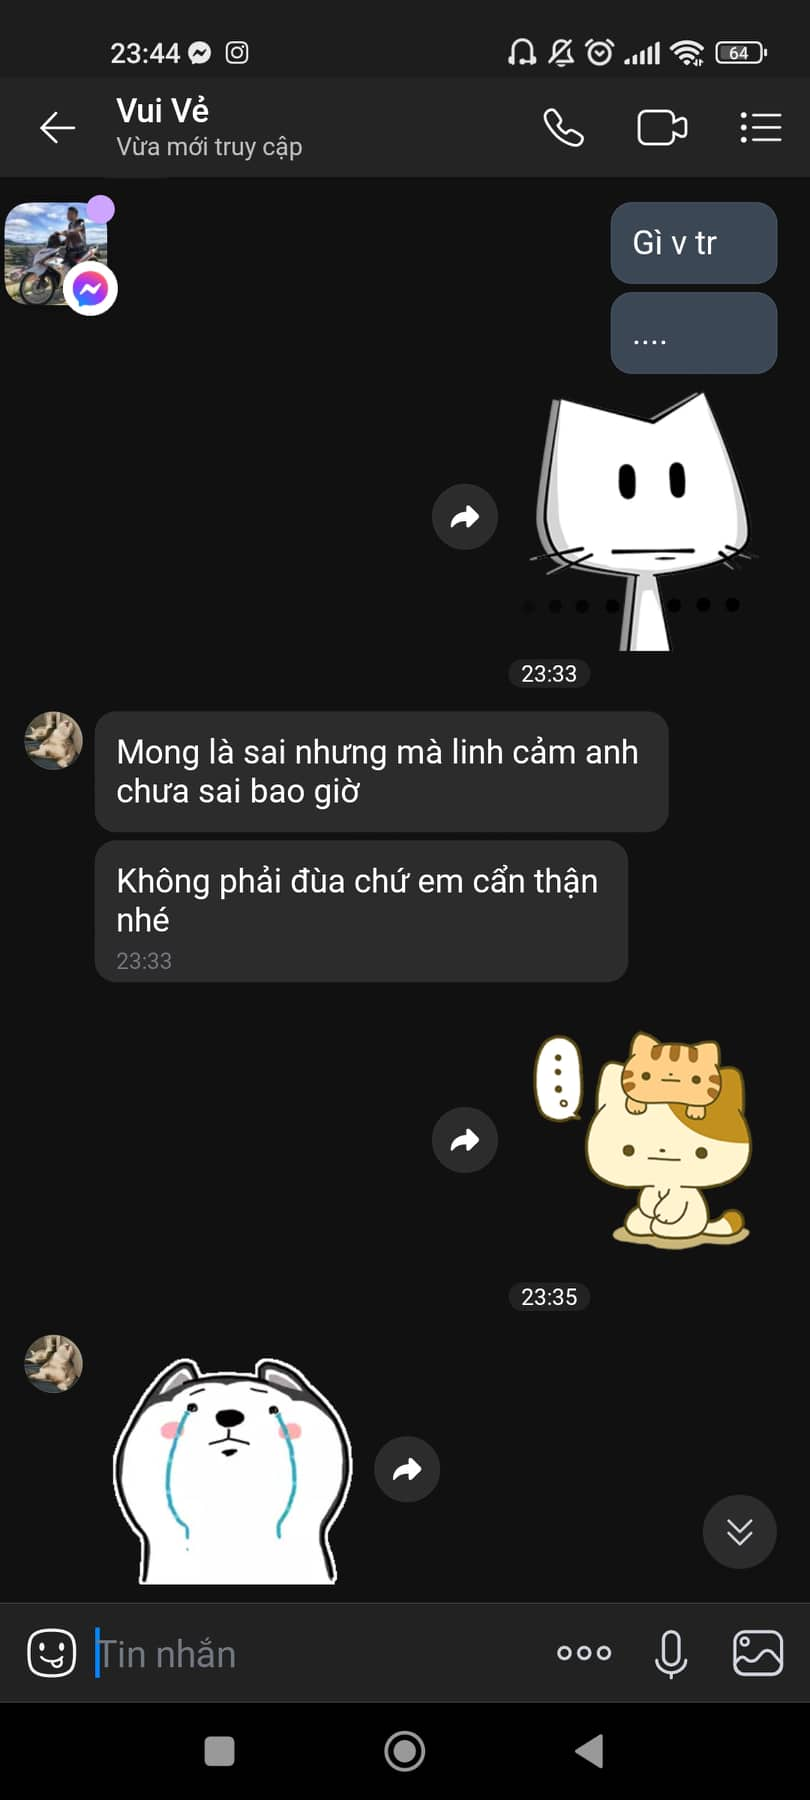 23:44
64
Vui Vẻ
Vừa mới truy cập
Gì v tr
....
23:33
Mong là sai nhưng mà linh cảm anh
chưa sai bao giờ
Không phải đùa chứ em cẩn thận
nhé
23:33
23:35
Tin nhắn